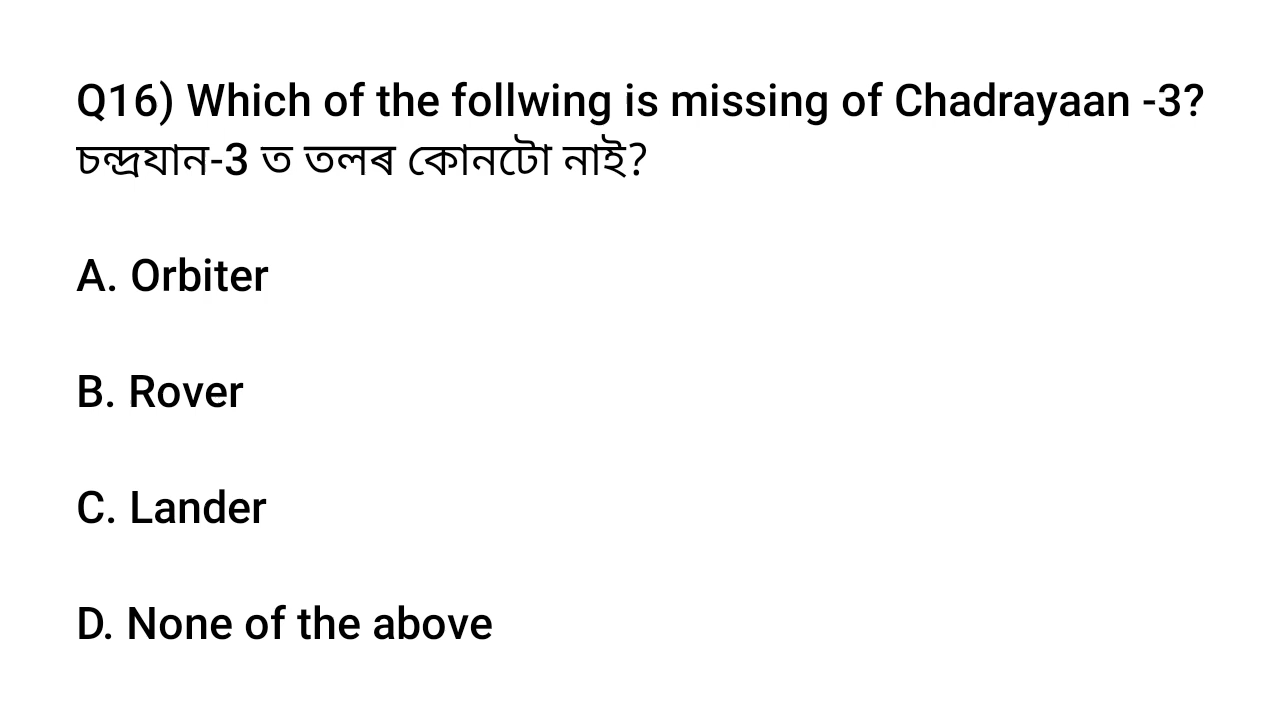 Q16) Which of the follwing is missing of Chadrayaan -3?
চন্দ্ৰযান-3 ত তলৰ কোনটো নাই?
A. Orbiter
B. Rover
C. Lander
D. None of the above